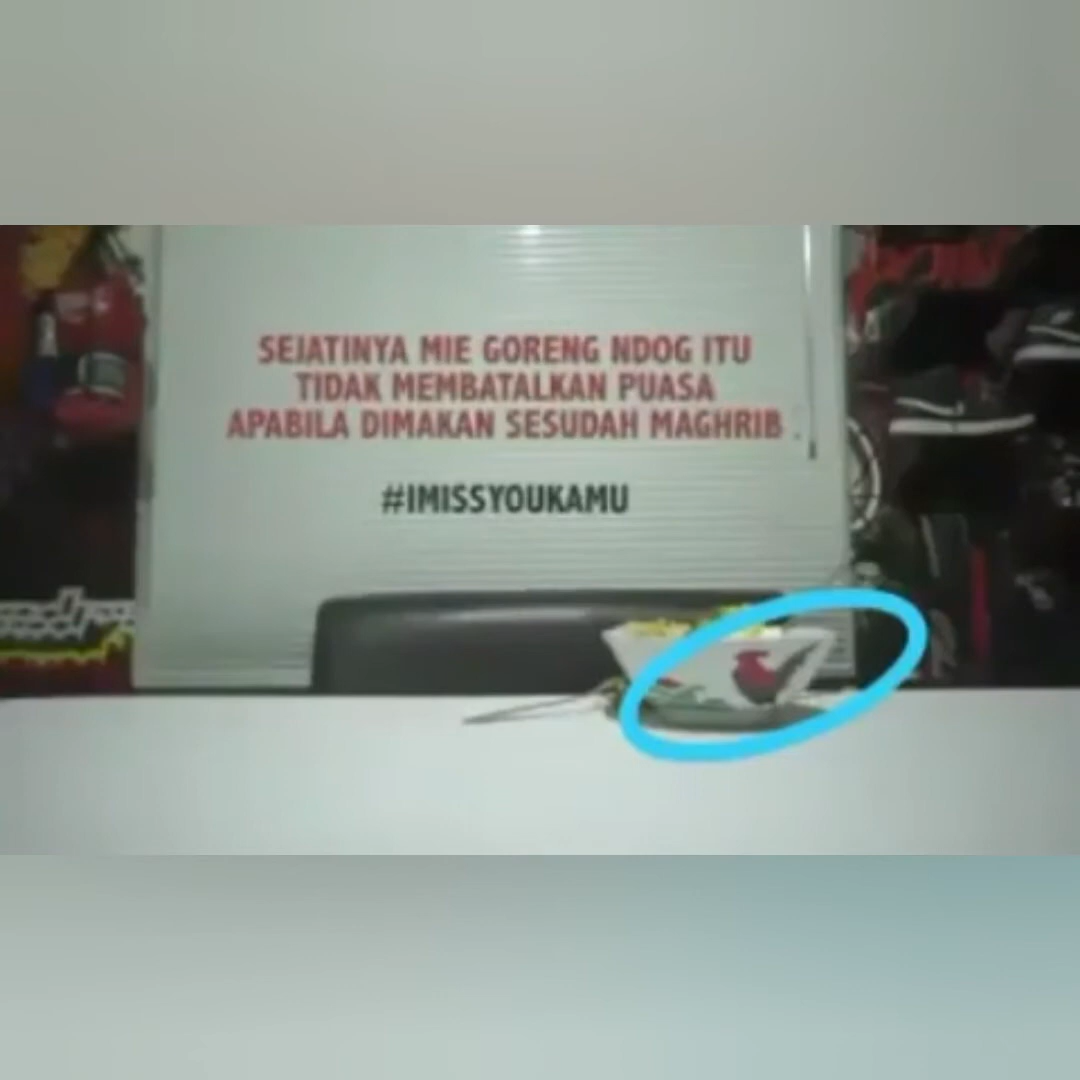 SEJATINYA MIE GORENG NDOG ITU
TIDAK MEMBATALKAN PUASA
APABILA DIMAKAN SESUDAH MAGHRIB
#IMISSYOUKAMU